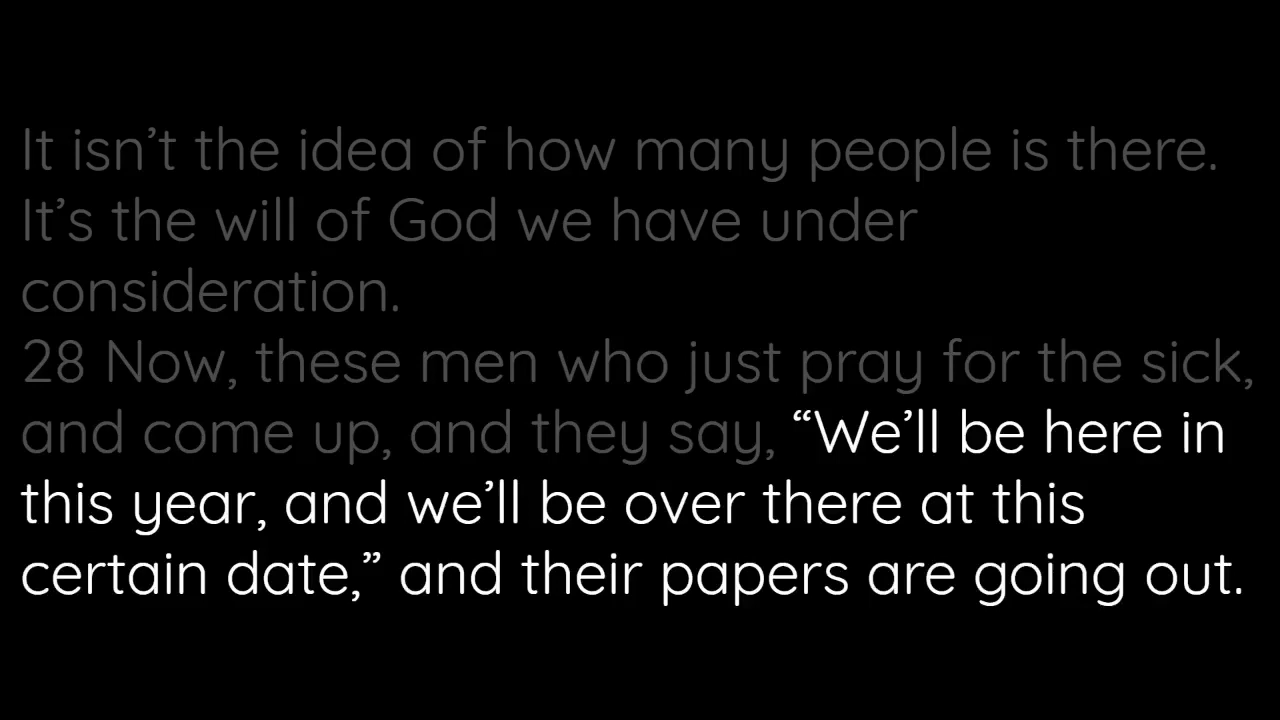 It isn’t the idea of how many people is there.
It’s the will of God we have under
consideration.
28 Now, these men who just pray for the sick,
and come up, and they say, “We’ll be here in
this year, and we’ll be over there at this
certain date,” and their papers are going out.